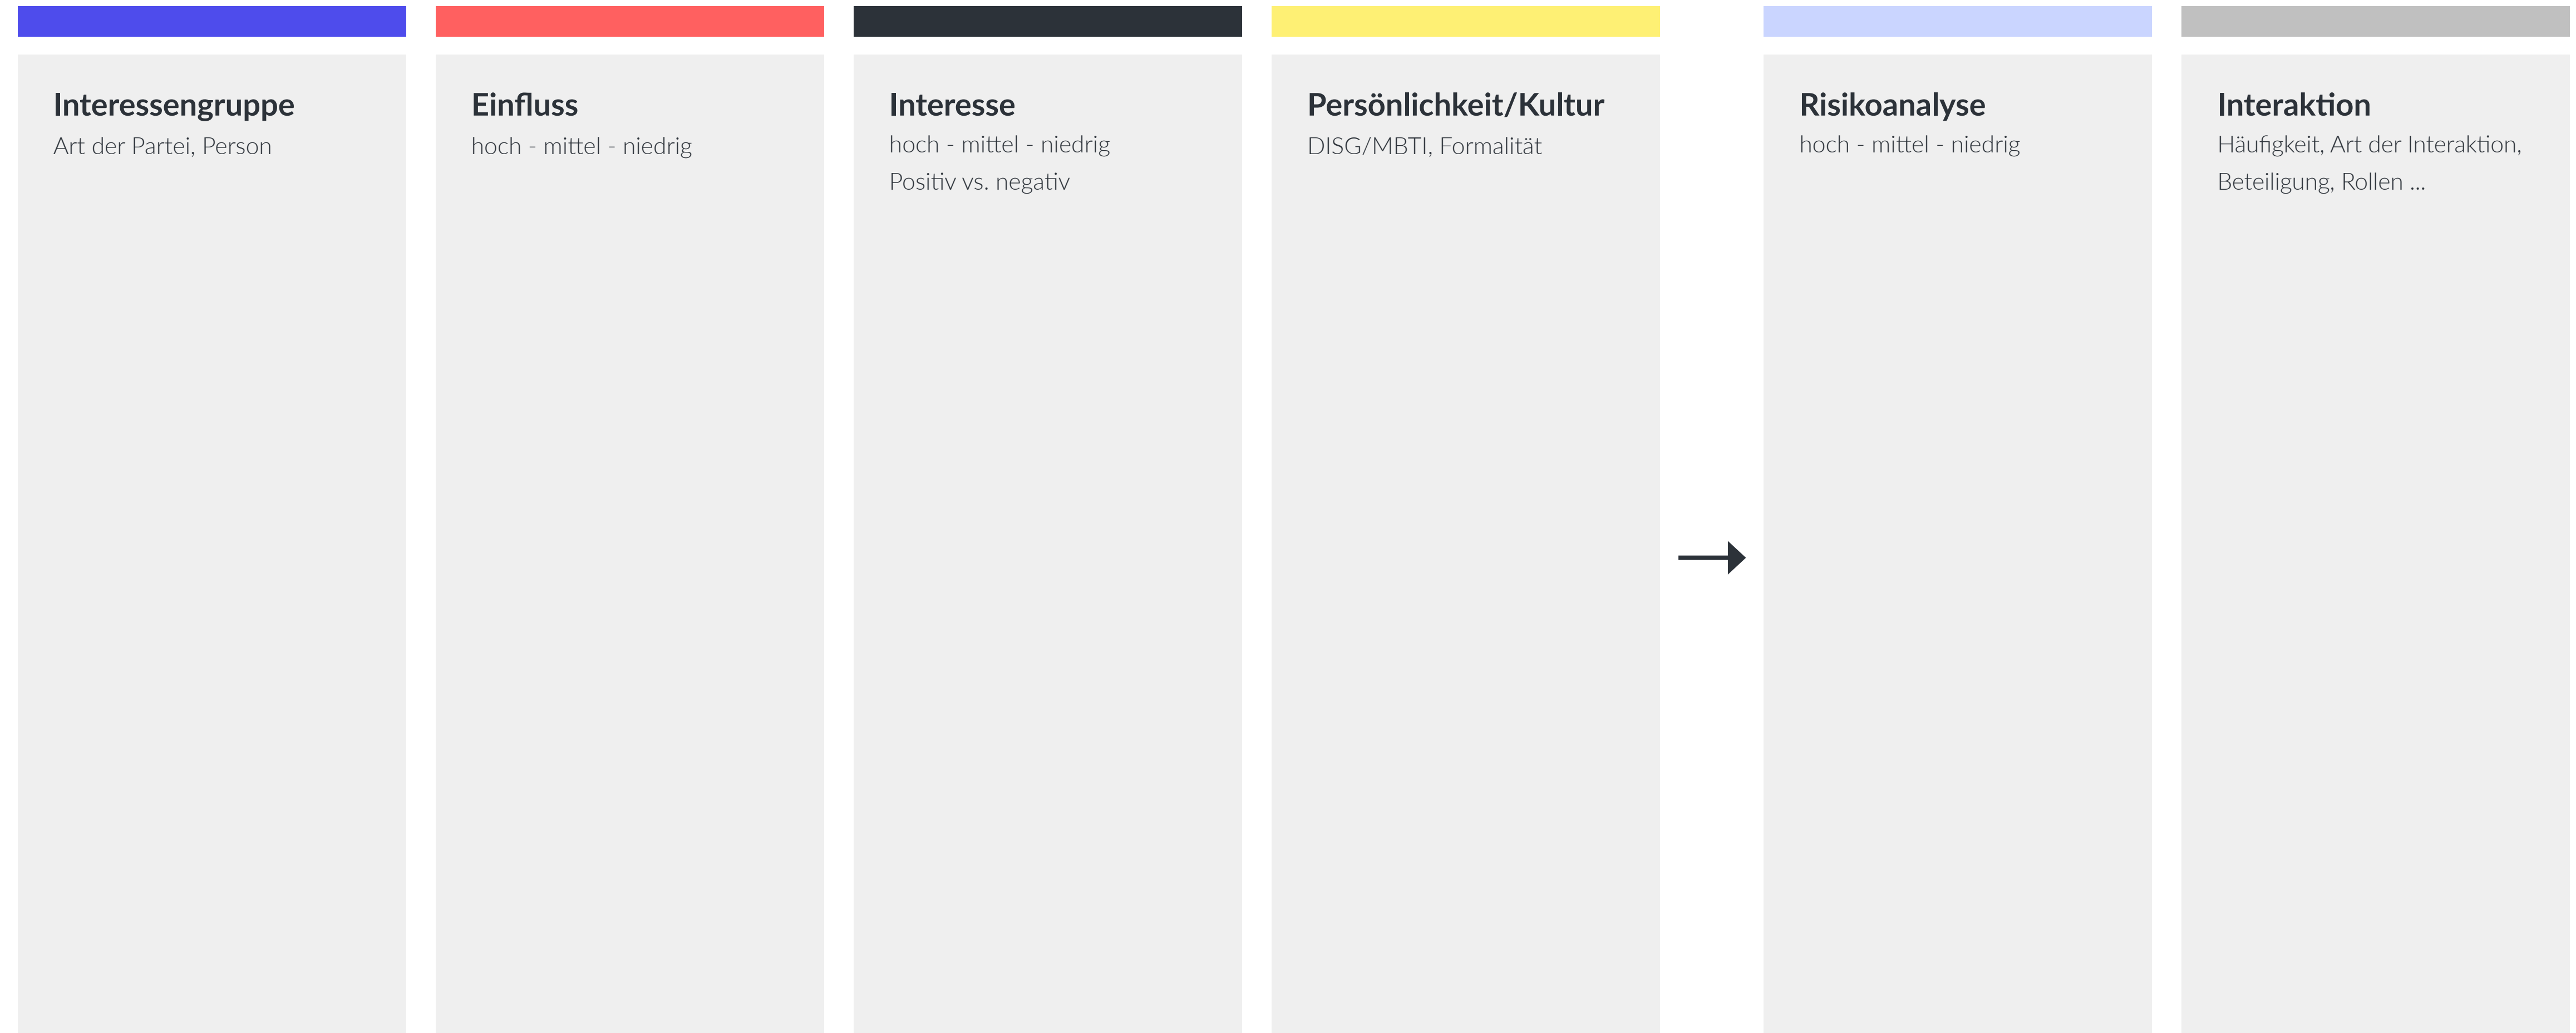 Interessengruppe
Art der Partei, Person
Einfluss
hoch - mittel - niedrig
Interesse
hoch - mittel - niedrig
Positiv vs. negativ
Persönlichkeit/Kultur
DISG/MBTI, Formalität
Risikoanalyse
hoch - mittel - niedrig
Interaktion
Häufigkeit, Art der Interaktion,
Beteiligung, Rollen ...